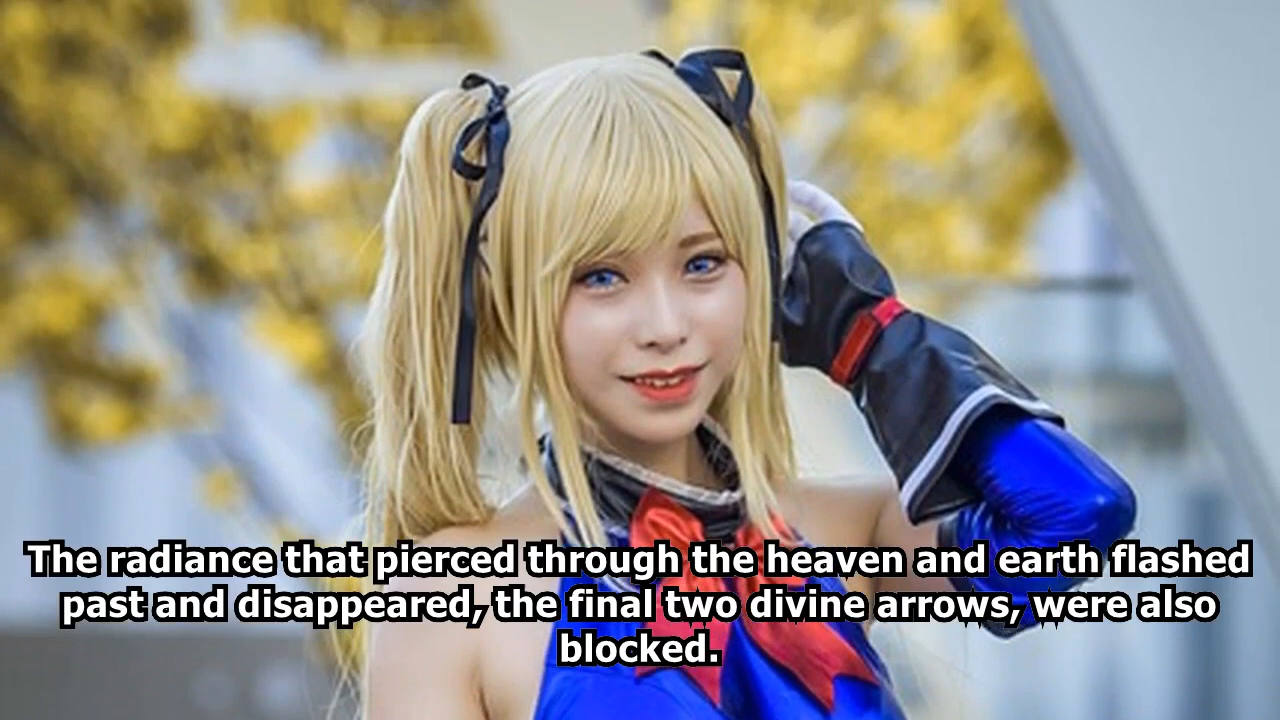 The radiance that pierced through the heaven and earth flashed
past and disappeared, the final two divine arrows, were also
blocked.